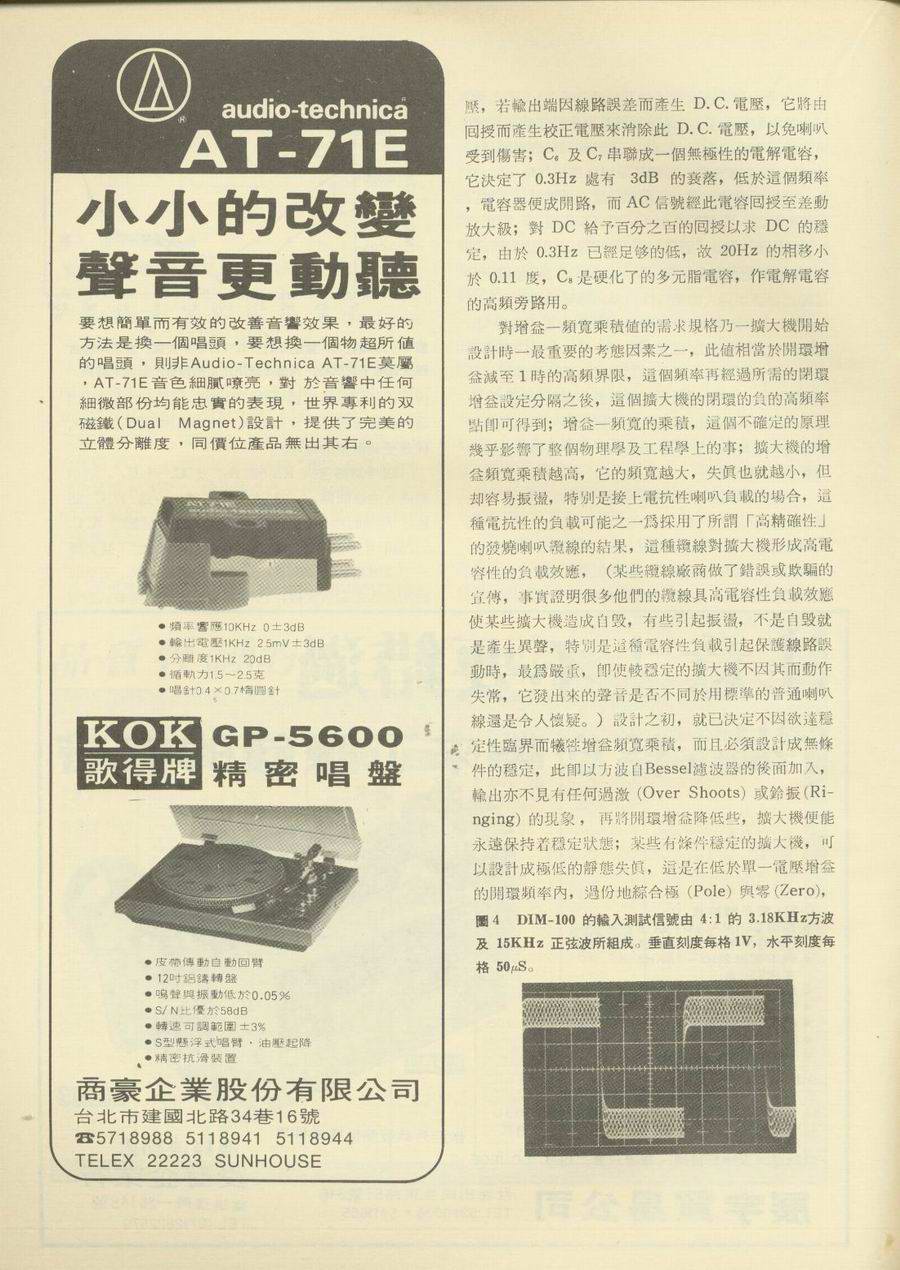 audio-technica
AT-71E
小小的改變
聲音更動聽
要想簡單而有效的改善音響效果，最好的
方法是換一個唱頭，要想換一個物超所值
的唱頭，則非Audio-Technica AT-71E莫屬
，AT-71E音色細膩嘹亮，對 於音響中任何
細微部份均能忠實的表現，世界專利的双
磁鐵(Dual Magnet)設計，提供了完美的
立體分離度，同價位產品無出其右。
●頻率響應10KHz 0±3dB
●輸出電壓1KHz 2.5mV±3dB
●分離度1KHz 20dB
●循軌力1.5～2.5克
●唱針0.4×0.7橢圓針
KOK
歌得牌
GP-5600
精密唱盤
●皮帶傳動自動回臂
●12吋鋁鑄轉盤
●鳴聲與振動低於0.05%
●S/N比優於58dB
●轉速可調範圍±3%
●S型懸浮式唱臂，油壓起降
●精密抗滑裝置
商豪企業股份有限公司
台北市建國北路34巷16號
☎5718988 5118941 5118944
TELEX 22223 SUNHOUSE
壓，若輸出端因線路誤差而產生 D.C.電壓，它將由
回授而產生校正電壓來消除此 D.C. 電壓，以免喇叭
受到傷害；C₆ 及C₇串聯成一個無極性的電解電容，
它決定了 0.3Hz 處有 3dB 的衰落，低於這個頻率
，電容器便成開路，而 AC信號經此電容回授至差動
放大級；對 DC 給予百分之百的回授以求 DC 的穩
定，由於 0.3Hz 已經足够的低，故 20Hz 的相移小
於 0.11 度，C₈是硬化了的多元脂電容，作電解電容
的高頻旁路用。
對增益—頻寬乘積值的需求規格乃一擴大機開始
設計時一最重要的考慮因素之一，此值相當於開環增
益減至1時的高頻界限，這個頻率再經過所需的閉環
增益設定分隔之後，這個擴大機的閉環的負的高頻率
點即可得到；增益—頻寬的乘積，這個不確定的原理
幾乎影響了整個物理學及工程學上的事；擴大機的增
益頻寬乘積越高，它的頻寬越大，失眞也就越小，但
却容易振盪，特別是接上電抗性喇叭負載的場合，這
種電抗性的負載可能之一爲採用了所謂「高精確性」
的發燒喇叭纜線的結果，這種纜線對擴大機形成高電
容性的負載效應，（某些纜線廠商做了錯誤或欺騙的
宣傳，事實證明很多他們的纜線具高電容性負載效應
使某些擴大機造成自毀，有些引起振盪，不是自毀就
是產生異聲，特別是這種電容性負載引起保護線路誤
動時，最爲嚴重，卽使較穩定的擴大機不因其而動作
失常，它發出來的聲音是否不同於用標準的普通喇叭
線還是令人懷疑。）設計之初，就已決定不因欲達穩
定性臨界而犧牲增益頻寬乘積，而且必須設計成無條
件的穩定，此卽以方波自Bessel濾波器的後面加入，
輸出亦不見有任何過激（Over Shoots）或鈴振(Ri-
nging) 的現象，再將開環增益降低些，擴大機便能
永遠保持着穩定狀態；某些有條件穩定的擴大機，可
以設計成極低的靜態失眞，這是在低於單一電壓增益
的開環頻率內，過份地綜合極 (Pole) 與零(Zero)，
圖4 DIM-100 的輸入測試信號由 4:1 的 3.18KHz方波
及 15KHz 正弦波所組成。垂直刻度每格1V，水平刻度每
格 50μS。